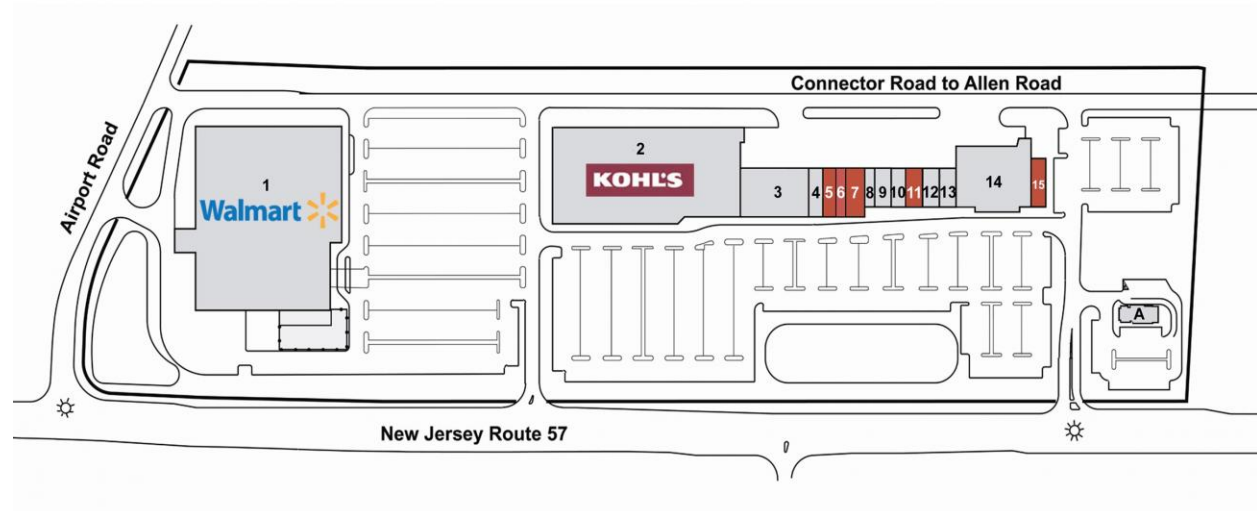 Connector Road to Allen Road
Airport Road
1
Walmart
2
KOHL'S
3
4
5
6
7
8
9
10
11
12
13
14
15
A
New Jersey Route 57